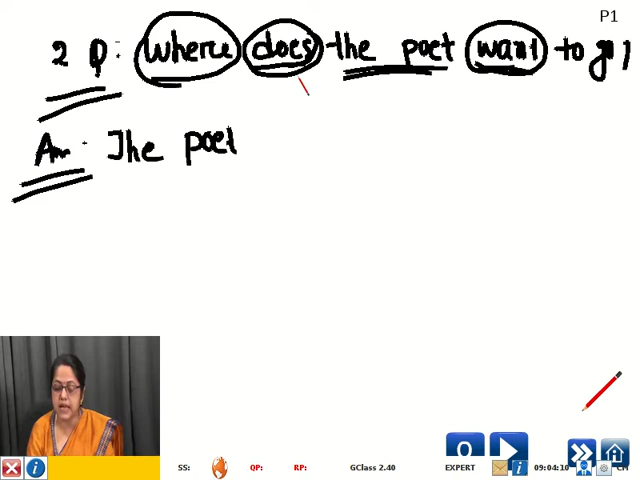 P1
2 Q: where does the poet want to go,
Ans: The poet
SS: QP: RP: GClass 2.40 EXPERT 09:04:10 CM